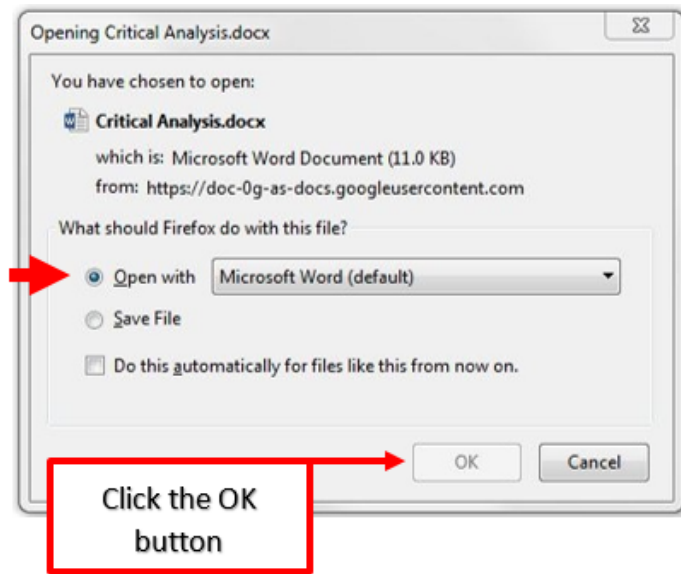 Opening Critical Analysis.docx
You have chosen to open:
Critical Analysis.docx
which is: Microsoft Word Document (11.0 KB)
from: https://doc-0g-as-docs.googleusercontent.com
What should Firefox do with this file?
Open with Microsoft Word (default)
Save File
Do this automatically for files like this from now on.
OK Cancel
Click the OK
button